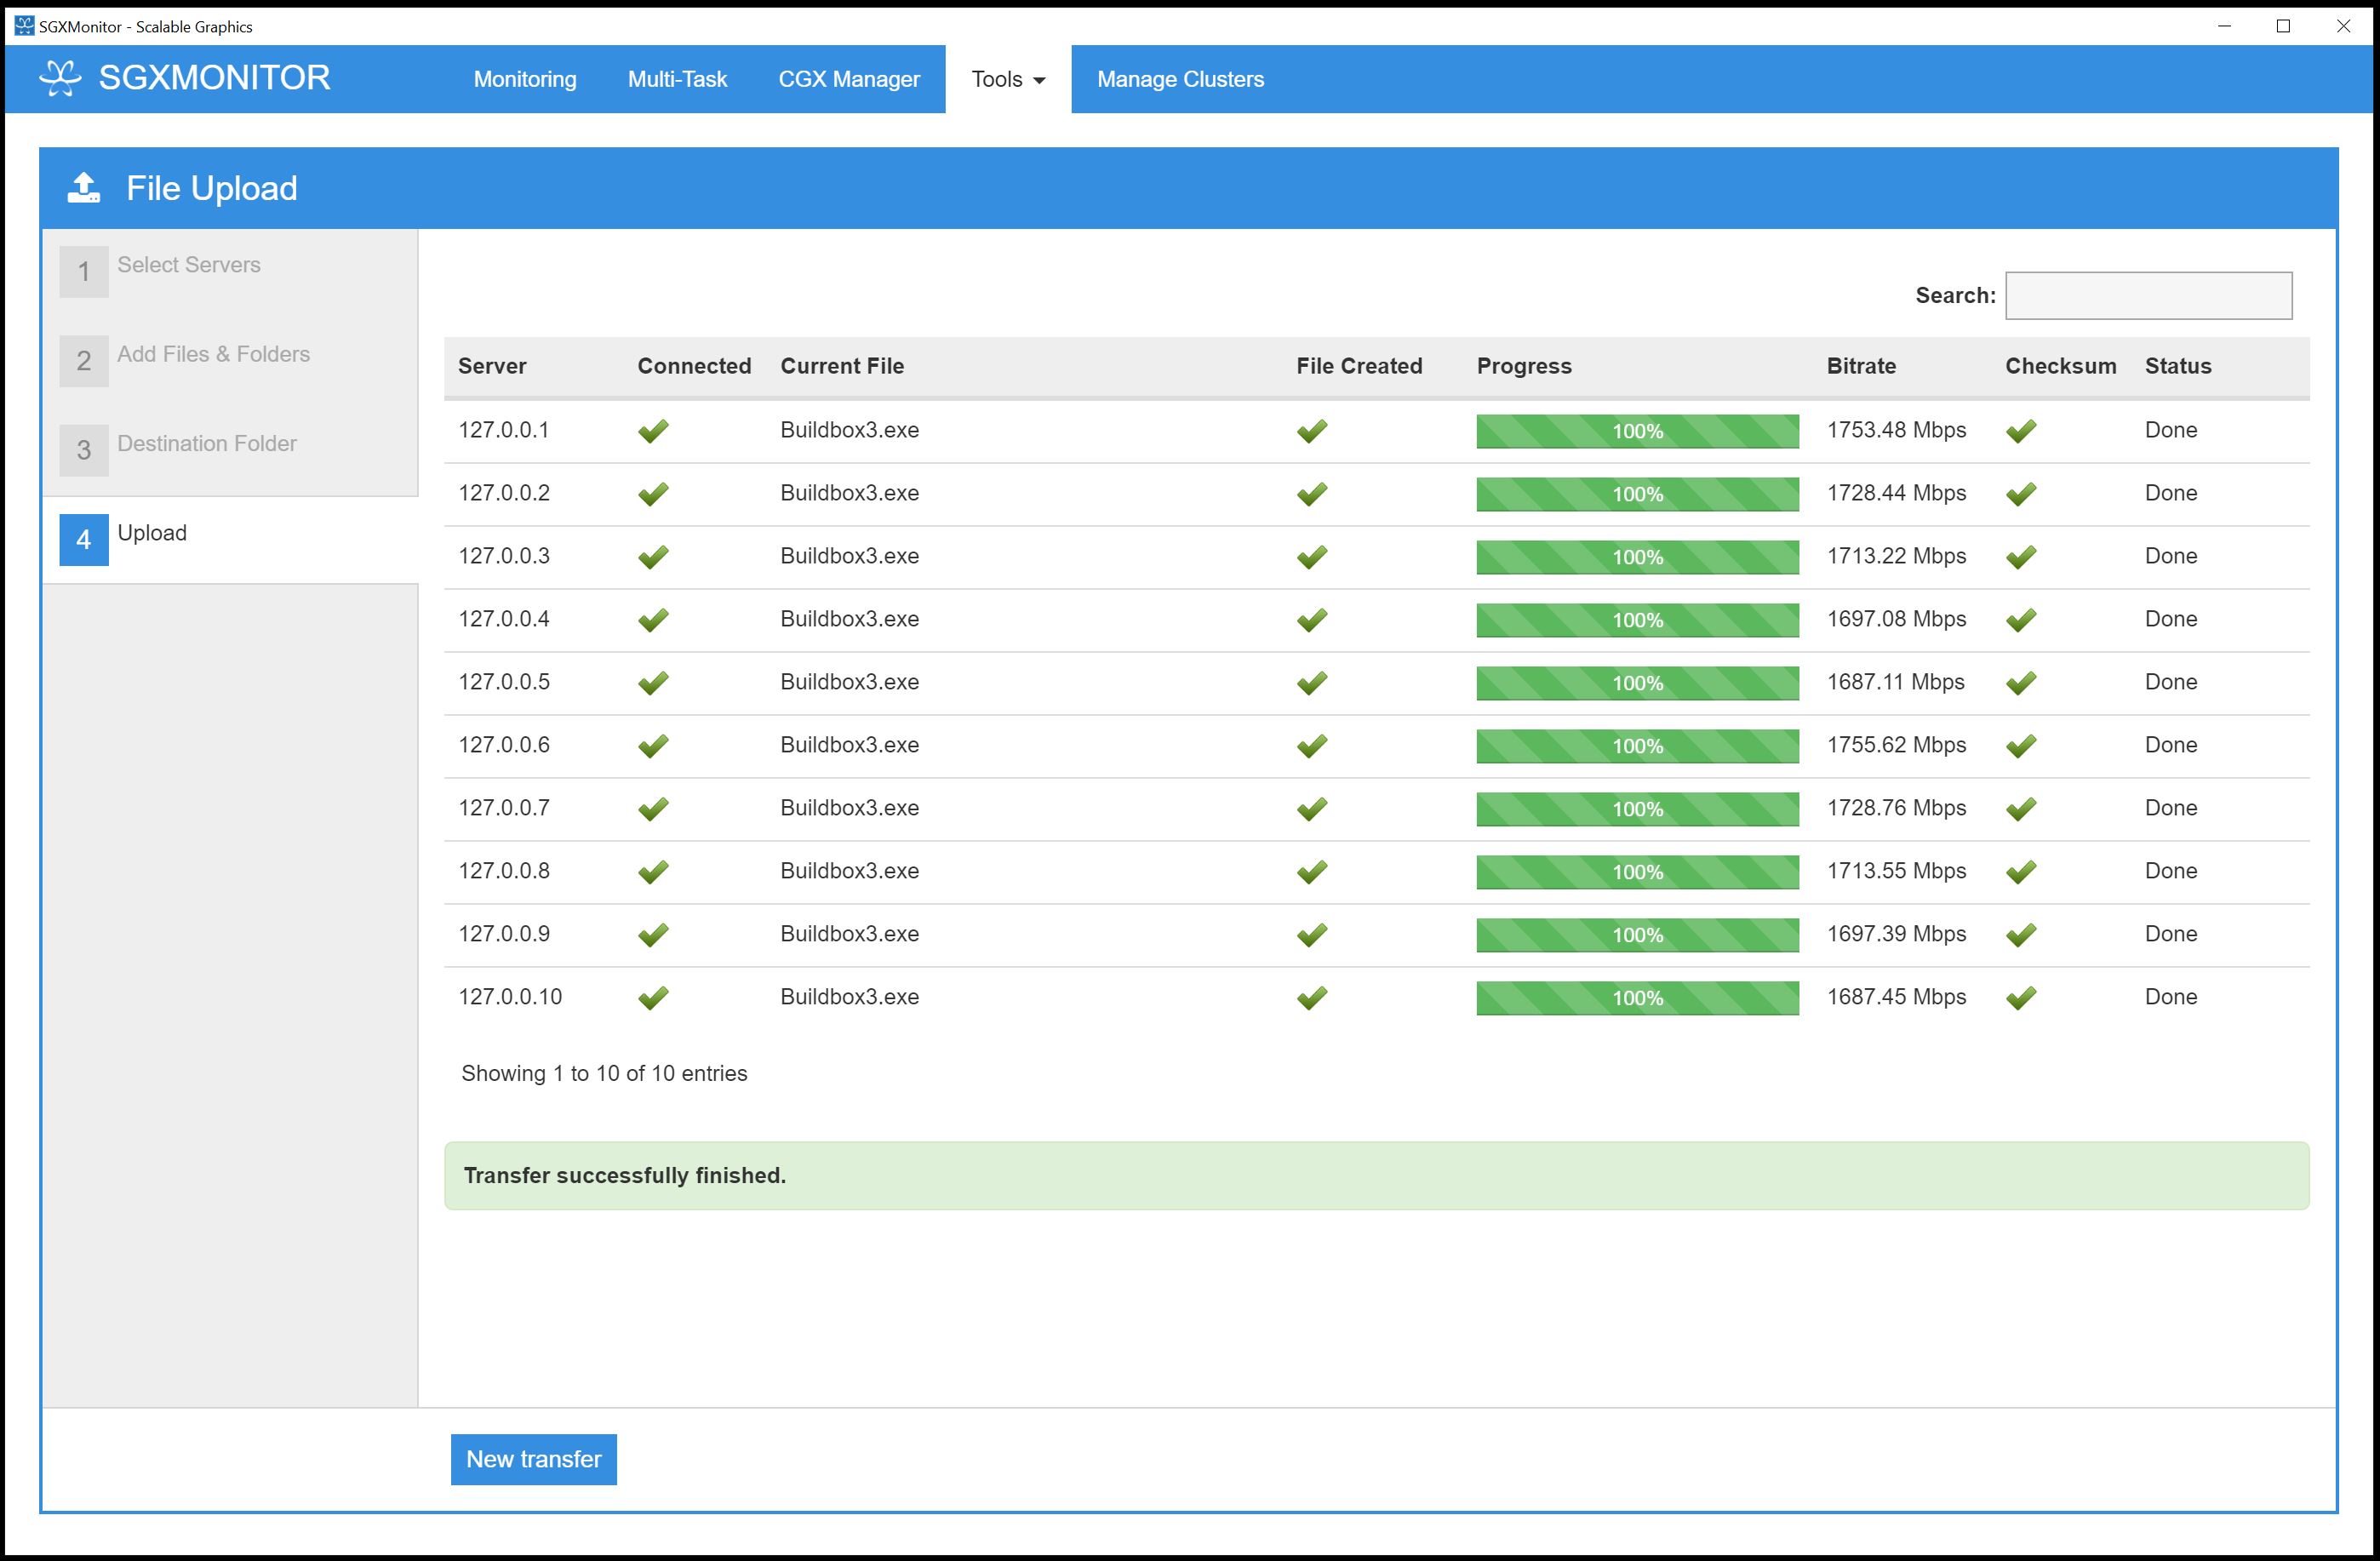 SGXMonitor - Scalable Graphics
SGXMONITOR Monitoring Multi-Task CGX Manager Tools Manage Clusters
File Upload
1 Select Servers
2 Add Files & Folders
3 Destination Folder
4 Upload
Search:
Server Connected Current File File Created Progress Bitrate Checksum Status
127.0.0.1 Buildbox3.exe 100% 1753.48 Mbps Done
127.0.0.2 Buildbox3.exe 100% 1728.44 Mbps Done
127.0.0.3 Buildbox3.exe 100% 1713.22 Mbps Done
127.0.0.4 Buildbox3.exe 100% 1697.08 Mbps Done
127.0.0.5 Buildbox3.exe 100% 1687.11 Mbps Done
127.0.0.6 Buildbox3.exe 100% 1755.62 Mbps Done
127.0.0.7 Buildbox3.exe 100% 1728.76 Mbps Done
127.0.0.8 Buildbox3.exe 100% 1713.55 Mbps Done
127.0.0.9 Buildbox3.exe 100% 1697.39 Mbps Done
127.0.0.10 Buildbox3.exe 100% 1687.45 Mbps Done
Showing 1 to 10 of 10 entries
Transfer successfully finished.
New transfer